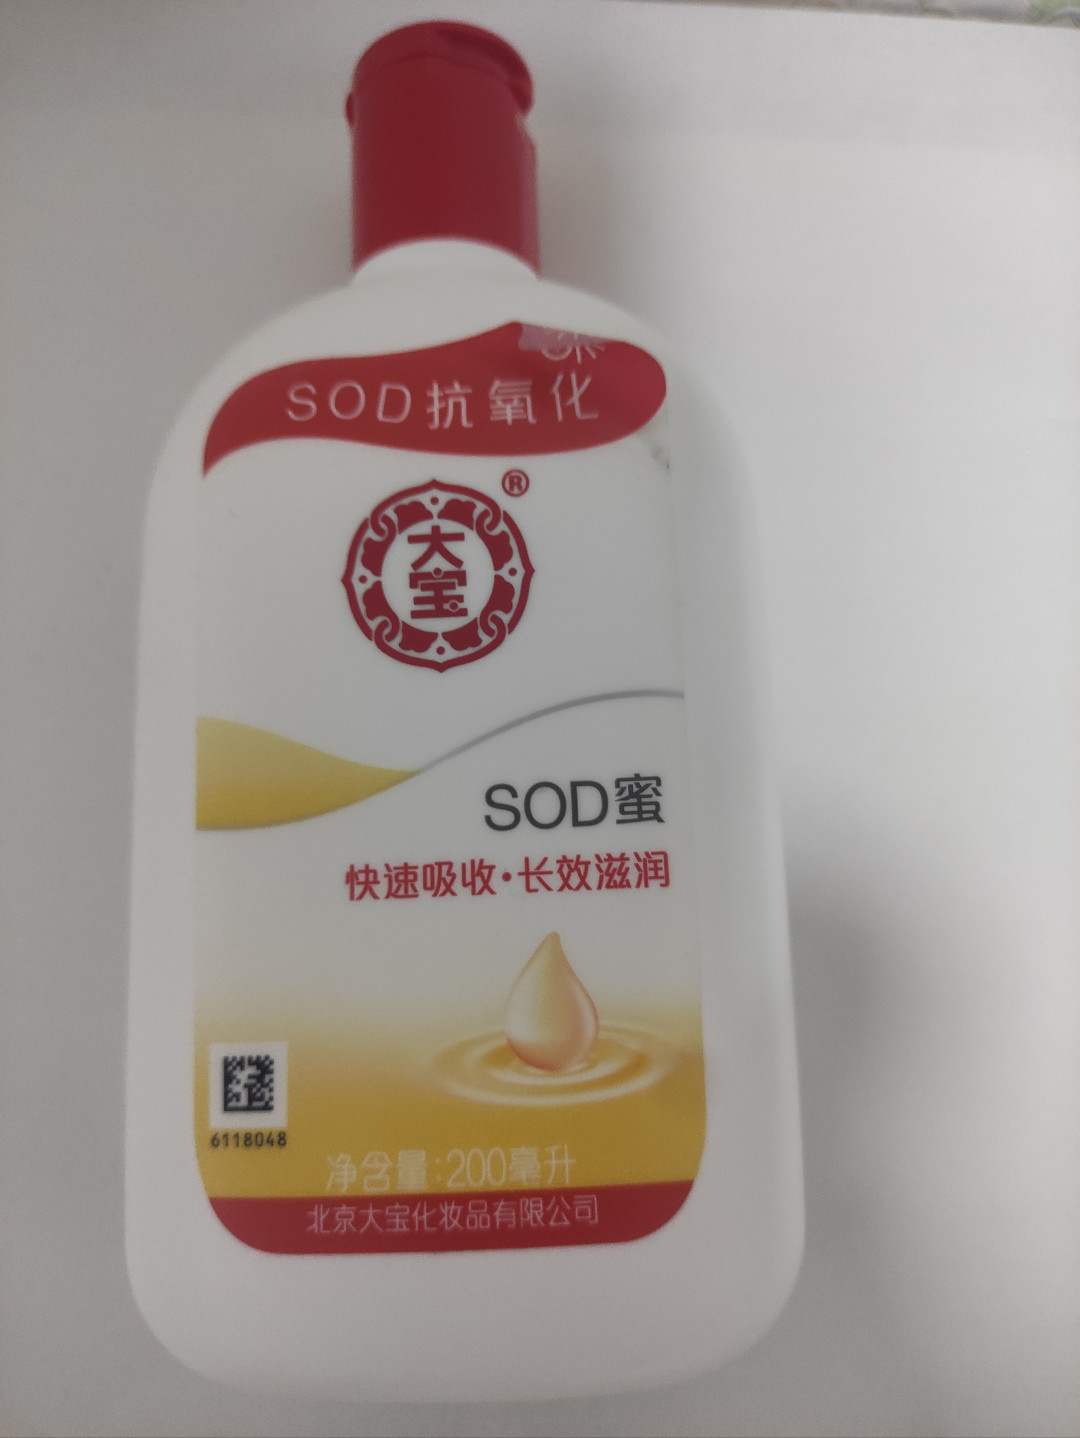 SOD抗氧化
®
大
宝
SOD蜜
快速吸收·长效滋润
6118048
净含量:200毫升
北京大宝化妆品有限公司